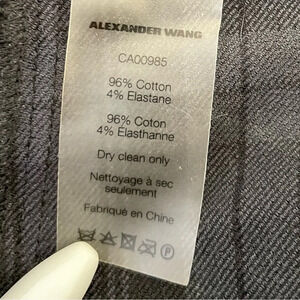 ALEXANDER WANG
CA00985
96% Cotton
4% Elastane
96% Coton
4% Elasthanne
Dry clean only
Nettoyage à sec
seulement
Fabriqué en Chine
P